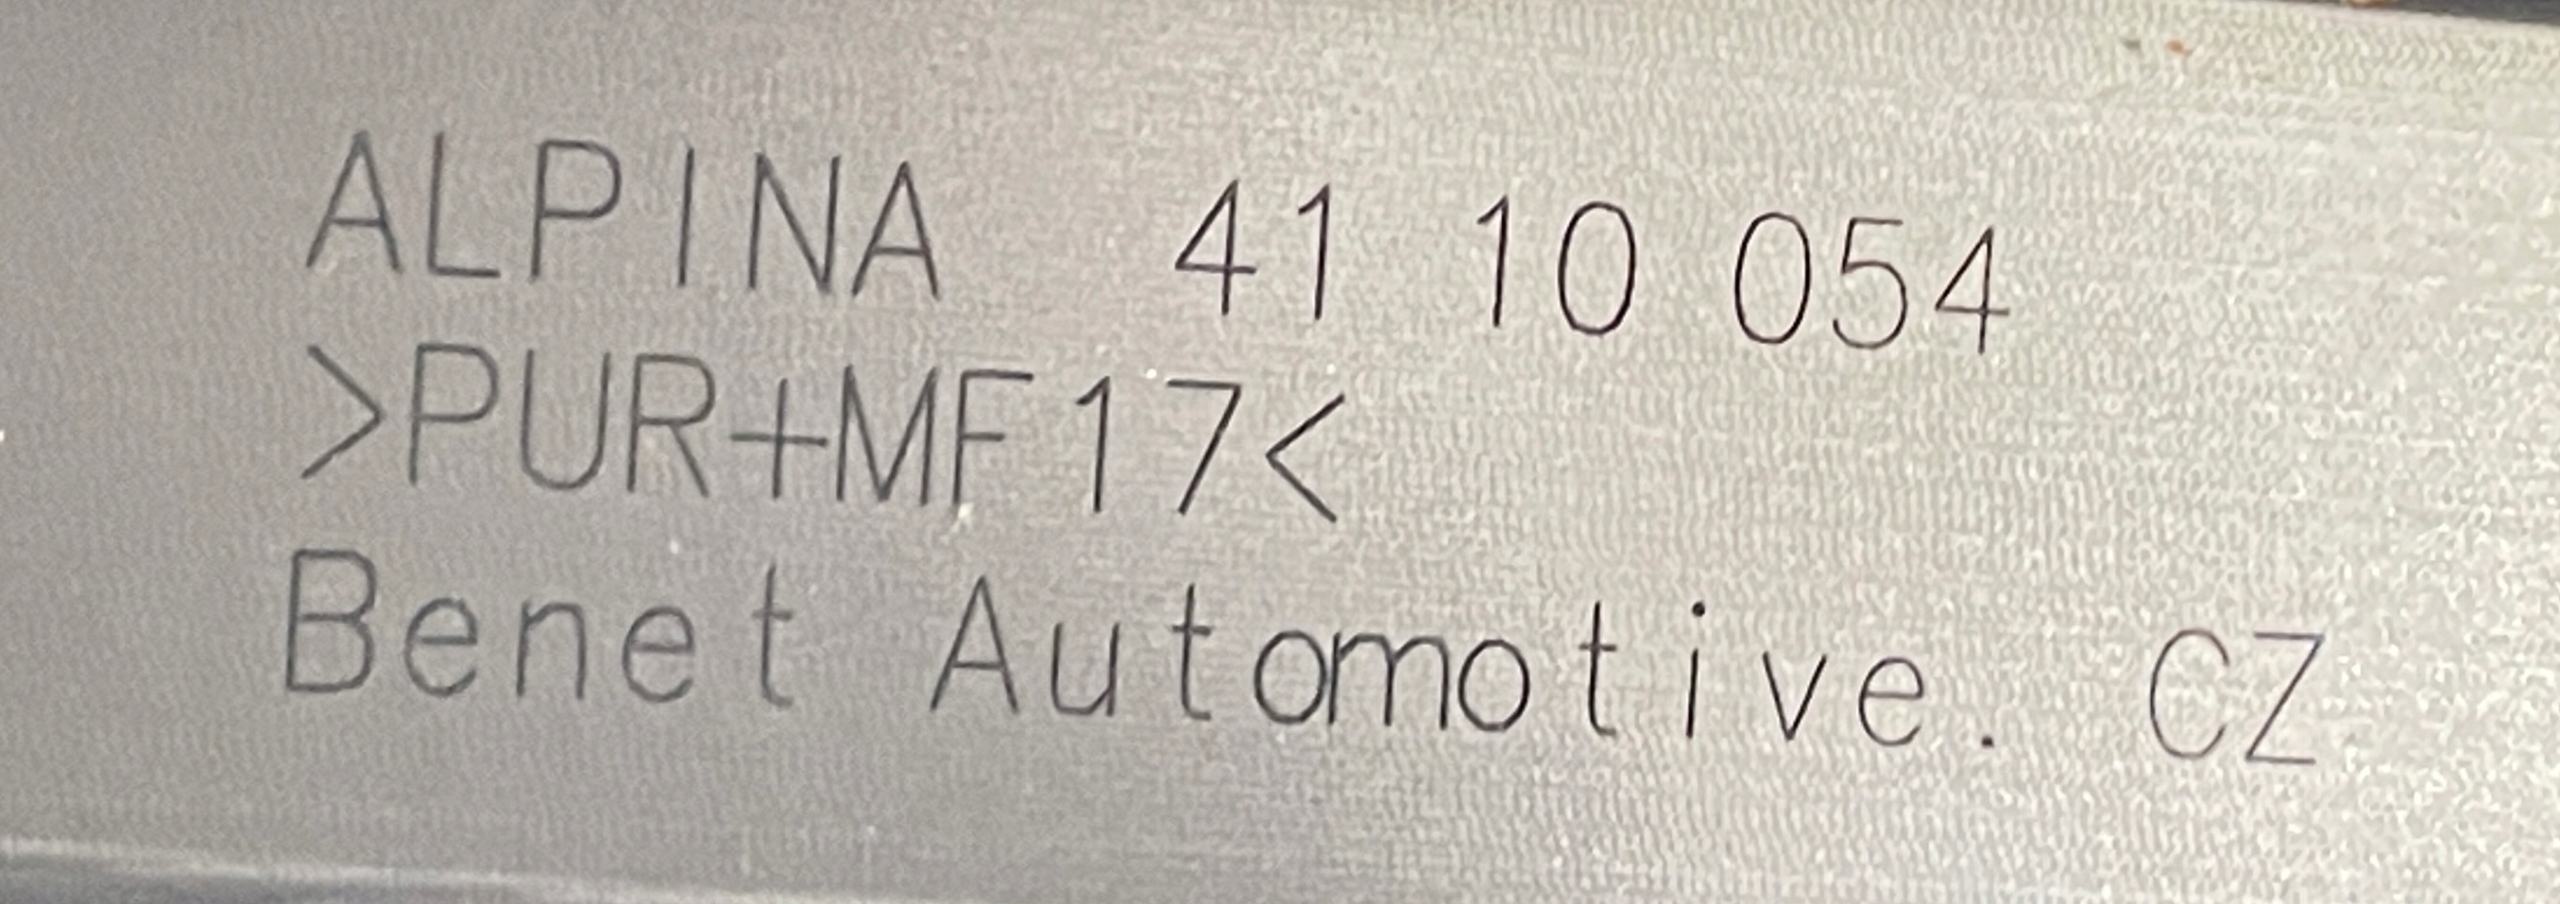 ALPINA 41 10 054
>PUR+MF17<
Benet Automotive. CZ